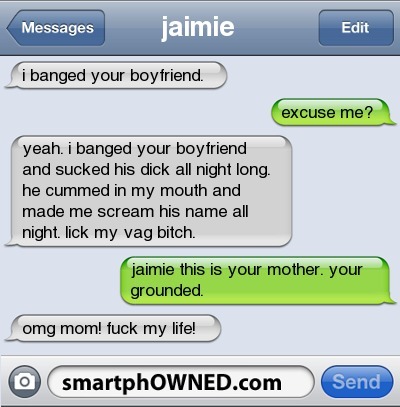 Messages
jaimie
Edit
i banged your boyfriend.
excuse me?
yeah. i banged your boyfriend
and sucked his dick all night long.
he cummed in my mouth and
made me scream his name all
night. lick my vag bitch.
jaimie this is your mother. your
grounded.
omg mom! fuck my life!
smartphOWNED.com
Send